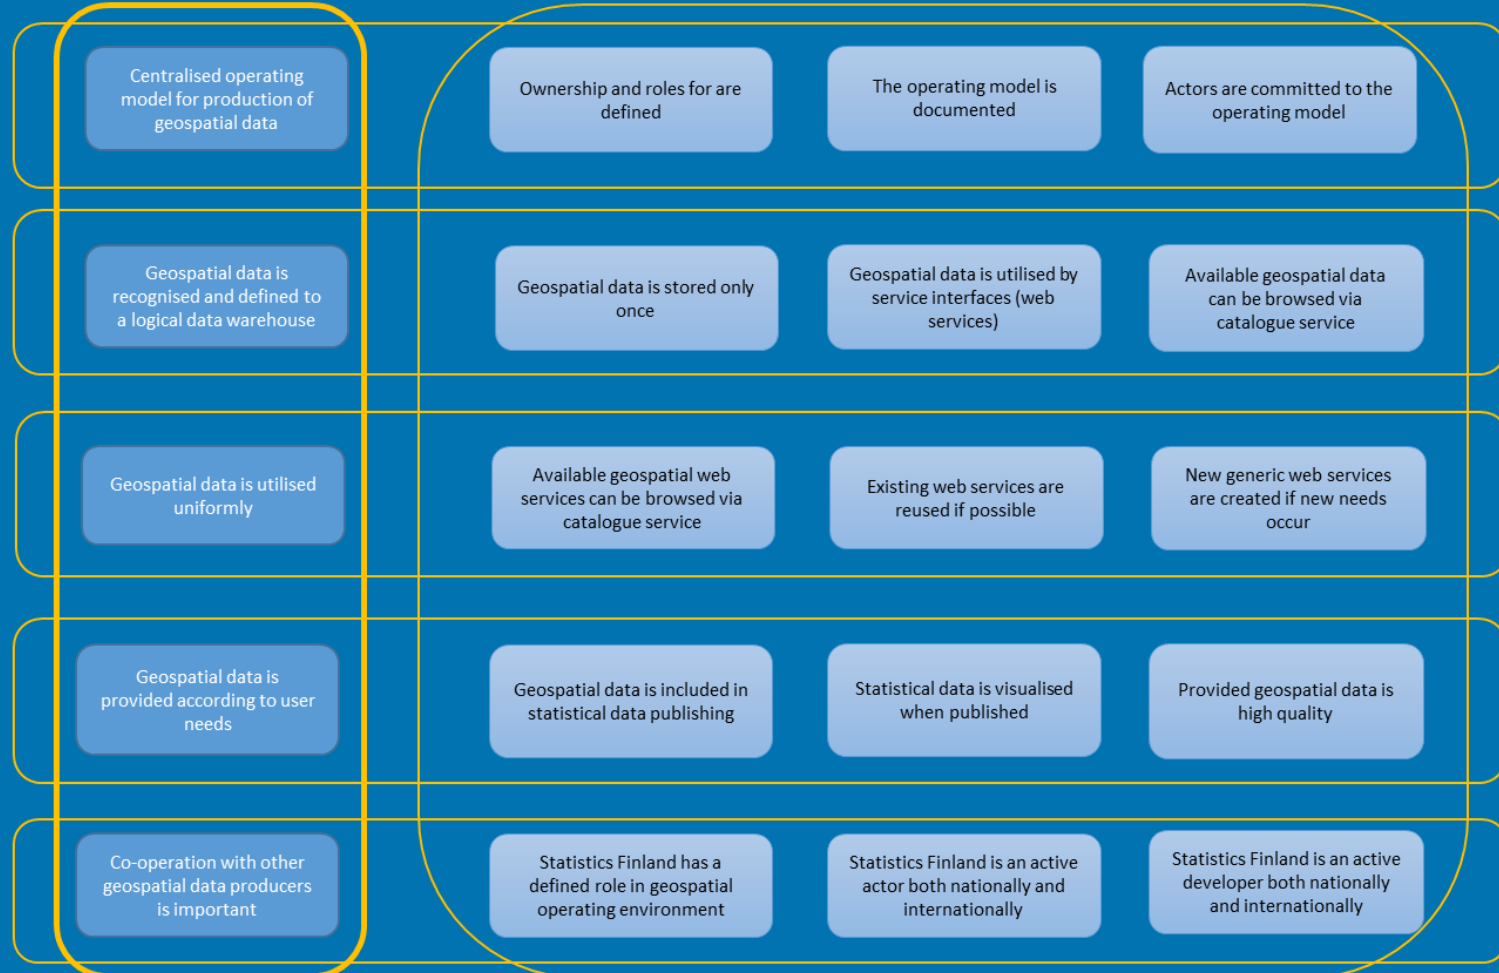 Centralised operating
model for production of
geospatial data
Ownership and roles for are
defined
The operating model is
documented
Actors are committed to the
operating model
Geospatial data is
recognised and defined to
a logical data warehouse
Geospatial data is stored only
once
Geospatial data is utilised by
service interfaces (web
services)
Available geospatial data
can be browsed via
catalogue service
Geospatial data is utilised
uniformly
Available geospatial web
services can be browsed via
catalogue service
Existing web services are
reused if possible
New generic web services
are created if new needs
occur
Geospatial data is
provided according to user
needs
Geospatial data is included in
statistical data publishing
Statistical data is visualised
when published
Provided geospatial data is
high quality
Co-operation with other
geospatial data producers
is important
Statistics Finland has a
defined role in geospatial
operating environment
Statistics Finland is an active
actor both nationally and
internationally
Statistics Finland is an active
developer both nationally
and internationally